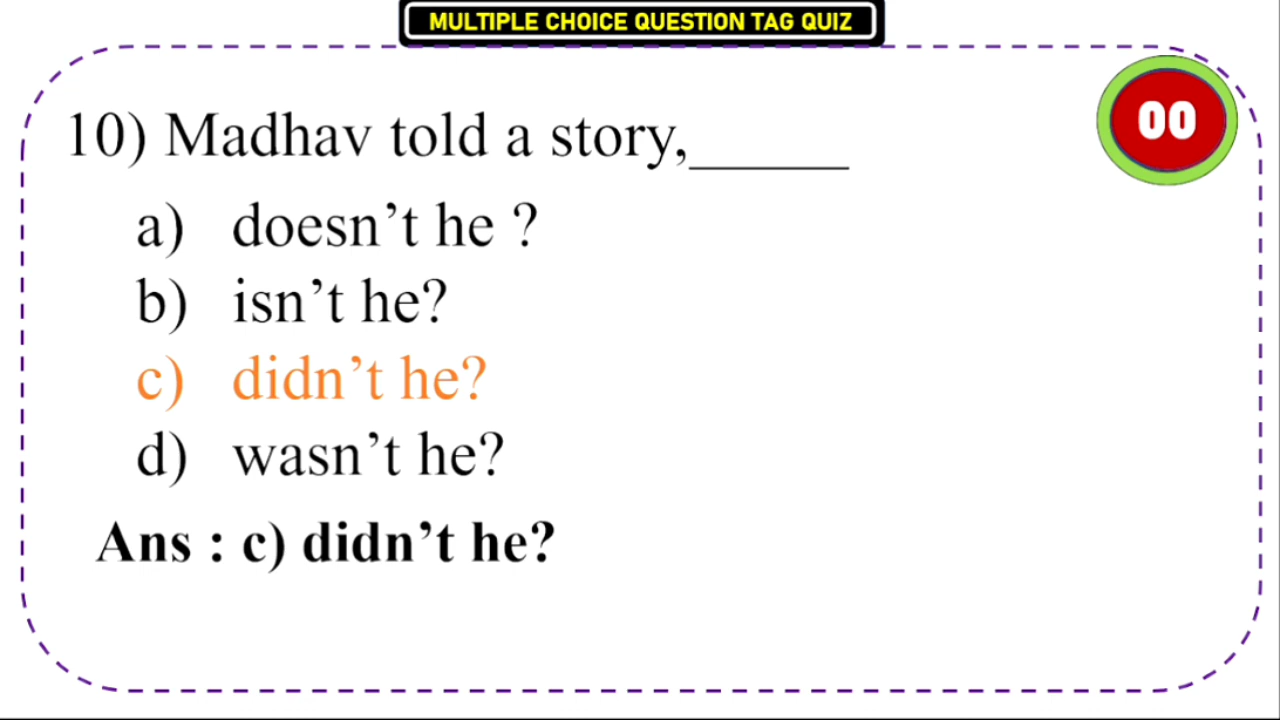 MULTIPLE CHOICE QUESTION TAG QUIZ
00
10) Madhav told a story,______
a) doesn’t he ?
b) isn’t he?
c) didn’t he?
d) wasn’t he?
Ans : c) didn’t he?